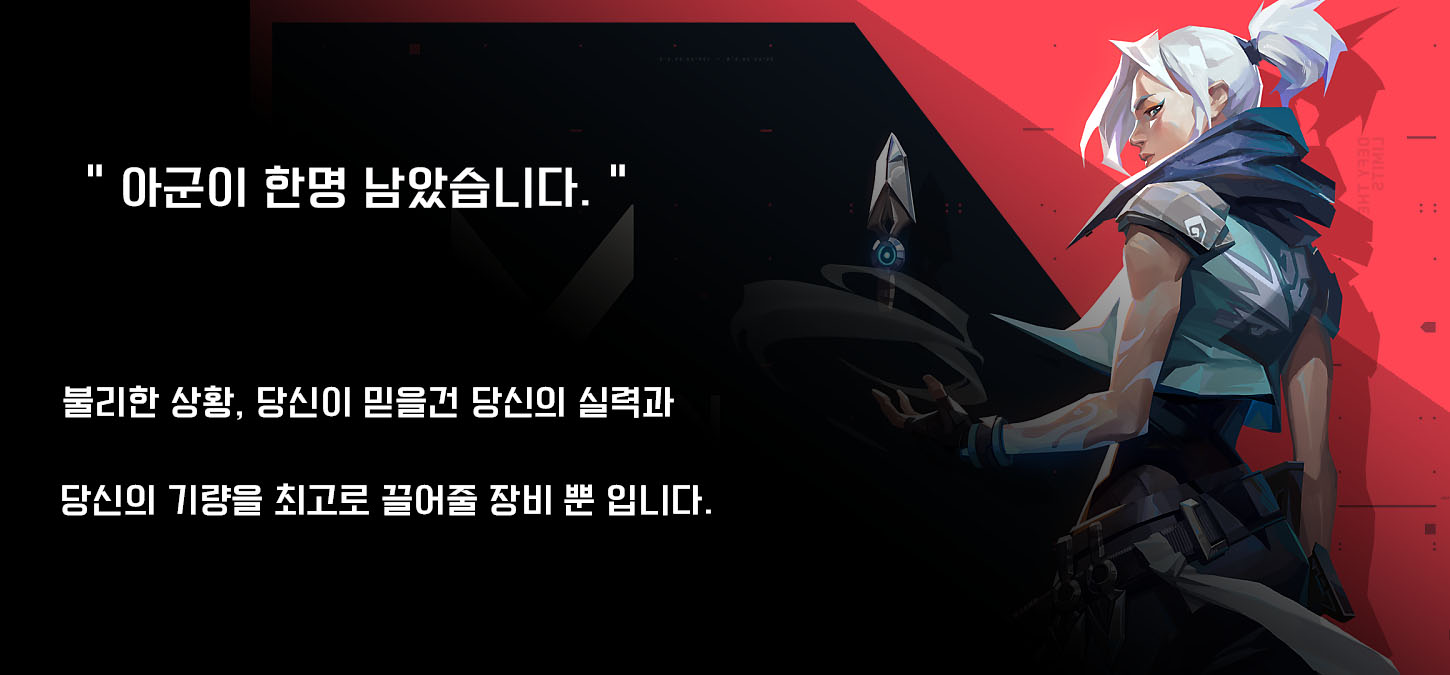 " 아군이 한명 남았습니다. "
불리한 상황, 당신이 믿을건 당신의 실력과
당신의 기량을 최고로 끌어줄 장비 뿐 입니다.
DEFY THE
LIMITS